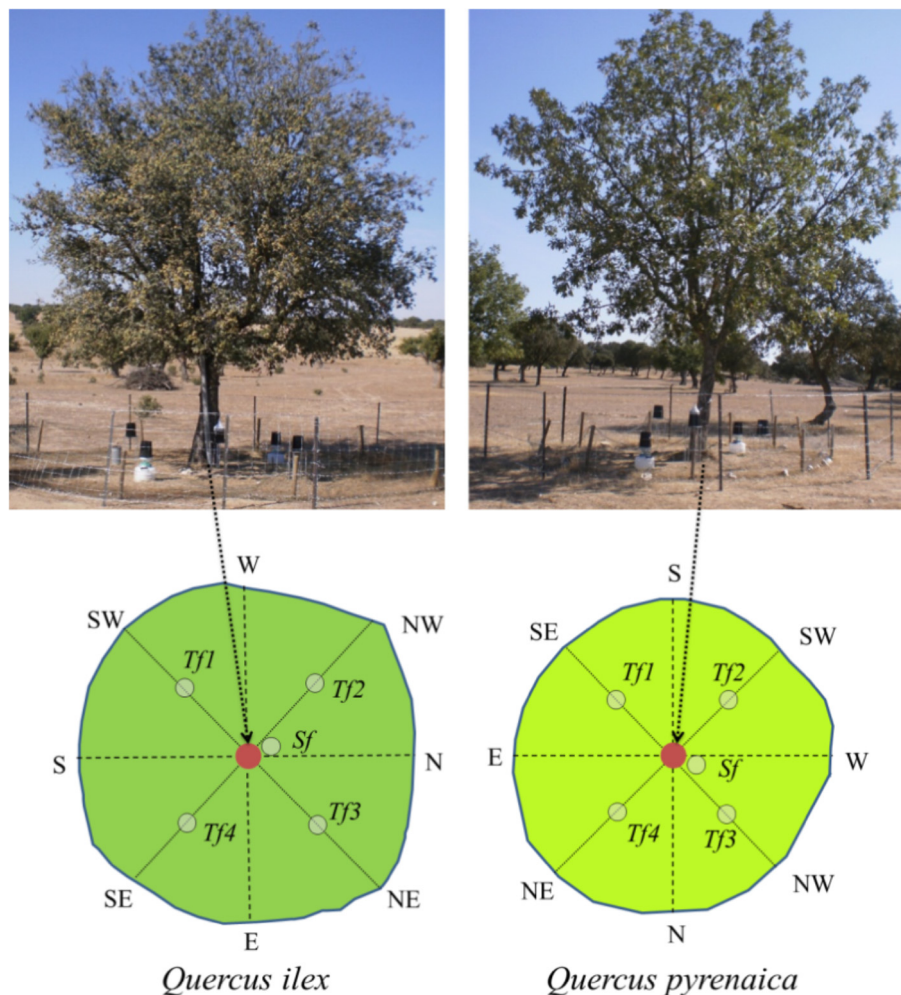 W
SW
NW
Tf1
Tf2
Sf
S
N
Tf4
Tf3
SE
NE
E
Quercus ilex
S
SE
SW
Tf1
Tf2
E
W
Sf
Tf4
Tf3
NE
NW
N
Quercus pyrenaica